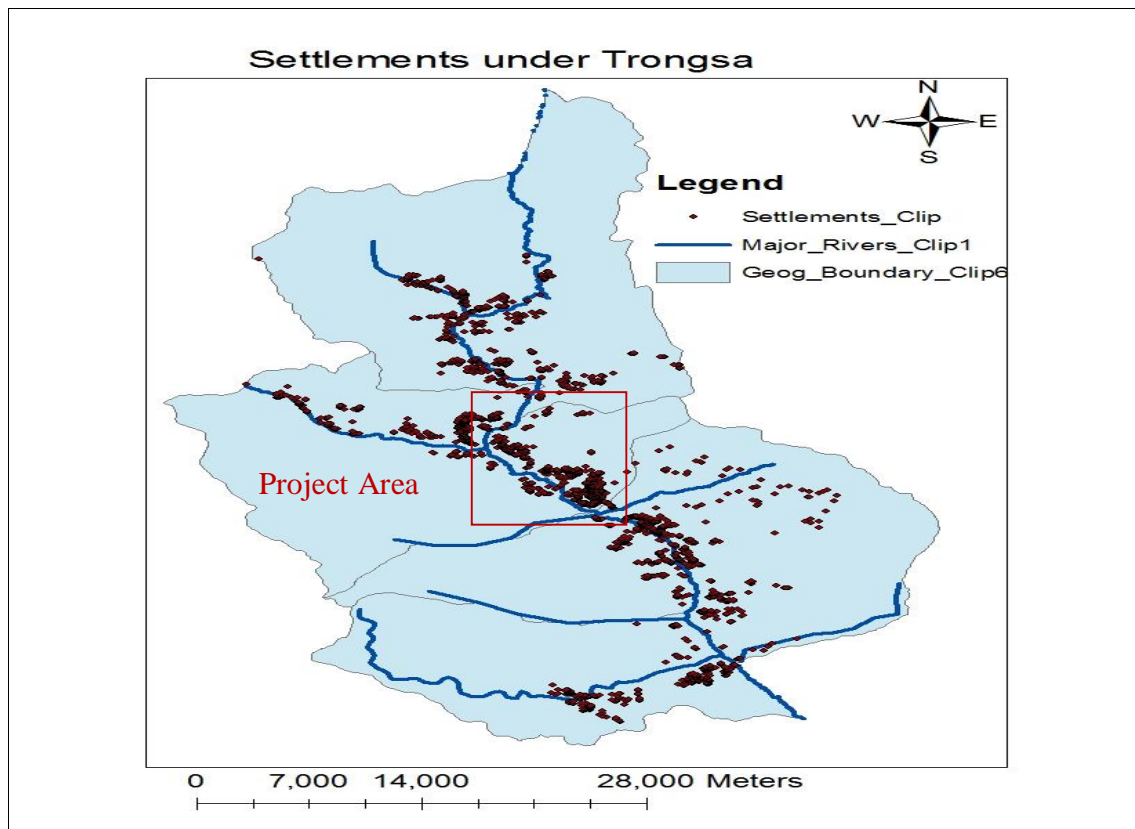 Settlements under Trongsa
N
W E
S
Legend
Settlements_Clip
Major_Rivers_Clip1
Geog_Boundary_Clip6
Project Area
0 7,000 14,000 28,000 Meters